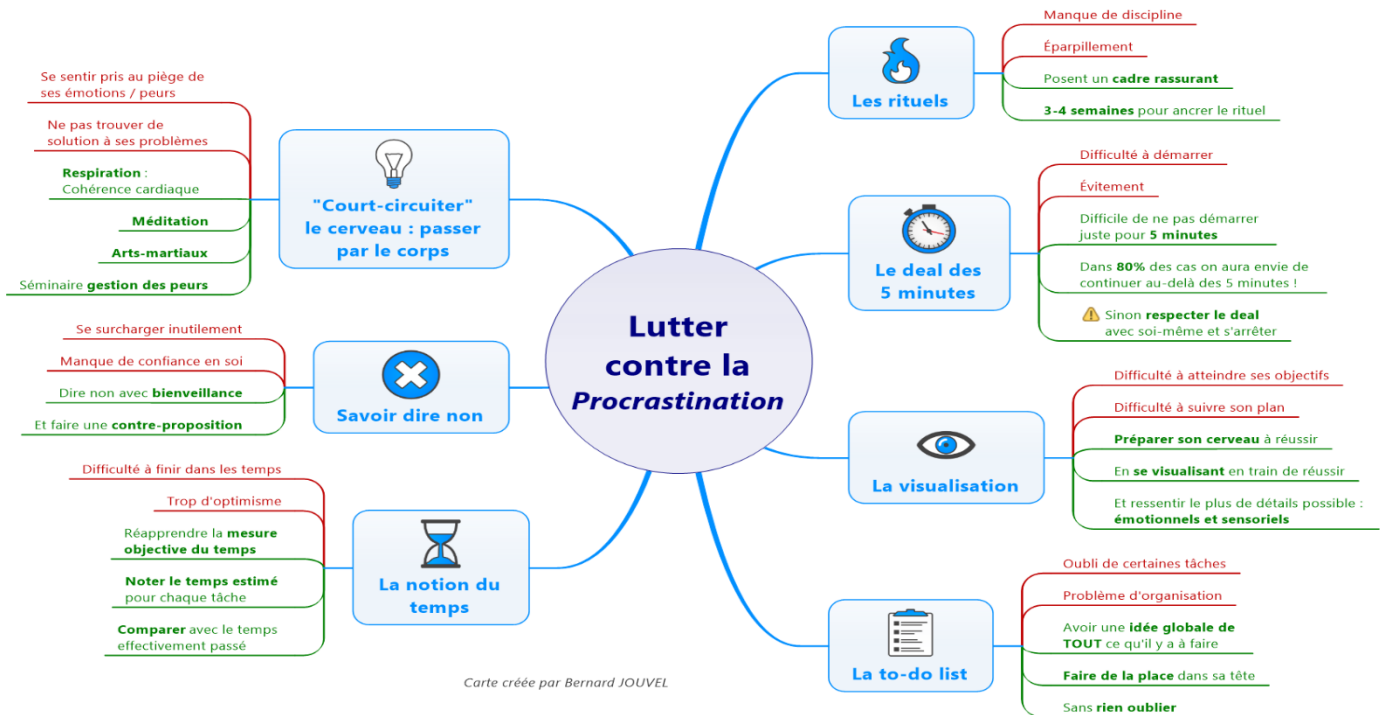 Lutter
contre la
Procrastination
Les rituels
Manque de discipline
Éparpillement
Posent un cadre rassurant
3-4 semaines pour ancrer le rituel
Le deal des
5 minutes
Difficulté à démarrer
Évitement
Difficile de ne pas démarrer
juste pour 5 minutes
Dans 80% des cas on aura envie de
continuer au-delà des 5 minutes !
Sinon respecter le deal
avec soi-même et s'arrêter
La visualisation
Difficulté à atteindre ses objectifs
Difficulté à suivre son plan
Préparer son cerveau à réussir
En se visualisant en train de réussir
Et ressentir le plus de détails possible :
émotionnels et sensoriels
La to-do list
Oubli de certaines tâches
Problème d'organisation
Avoir une idée globale de
TOUT ce qu'il y a à faire
Faire de la place dans sa tête
Sans rien oublier
"Court-circuiter"
le cerveau : passer
par le corps
Se sentir pris au piège de
ses émotions / peurs
Ne pas trouver de
solution à ses problèmes
Respiration :
Cohérence cardiaque
Méditation
Arts-martiaux
Séminaire gestion des peurs
Savoir dire non
Se surcharger inutilement
Manque de confiance en soi
Dire non avec bienveillance
Et faire une contre-proposition
La notion du
temps
Difficulté à finir dans les temps
Trop d'optimisme
Réapprendre la mesure
objective du temps
Noter le temps estimé
pour chaque tâche
Comparer avec le temps
effectivement passé
Carte créée par Bernard JOUVEL